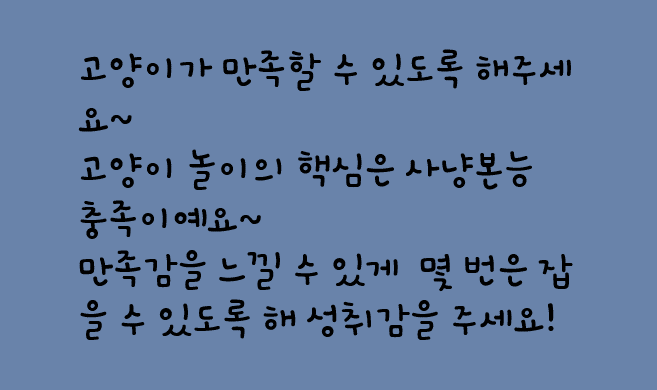 고양이가 만족할 수 있도록 해주세
요~
고양이 놀이의 핵심은 사냥본능
충족이예요~
만족감을 느낄 수 있게 몇 번은 잡
을 수 있도록 해 성취감을 주세요!